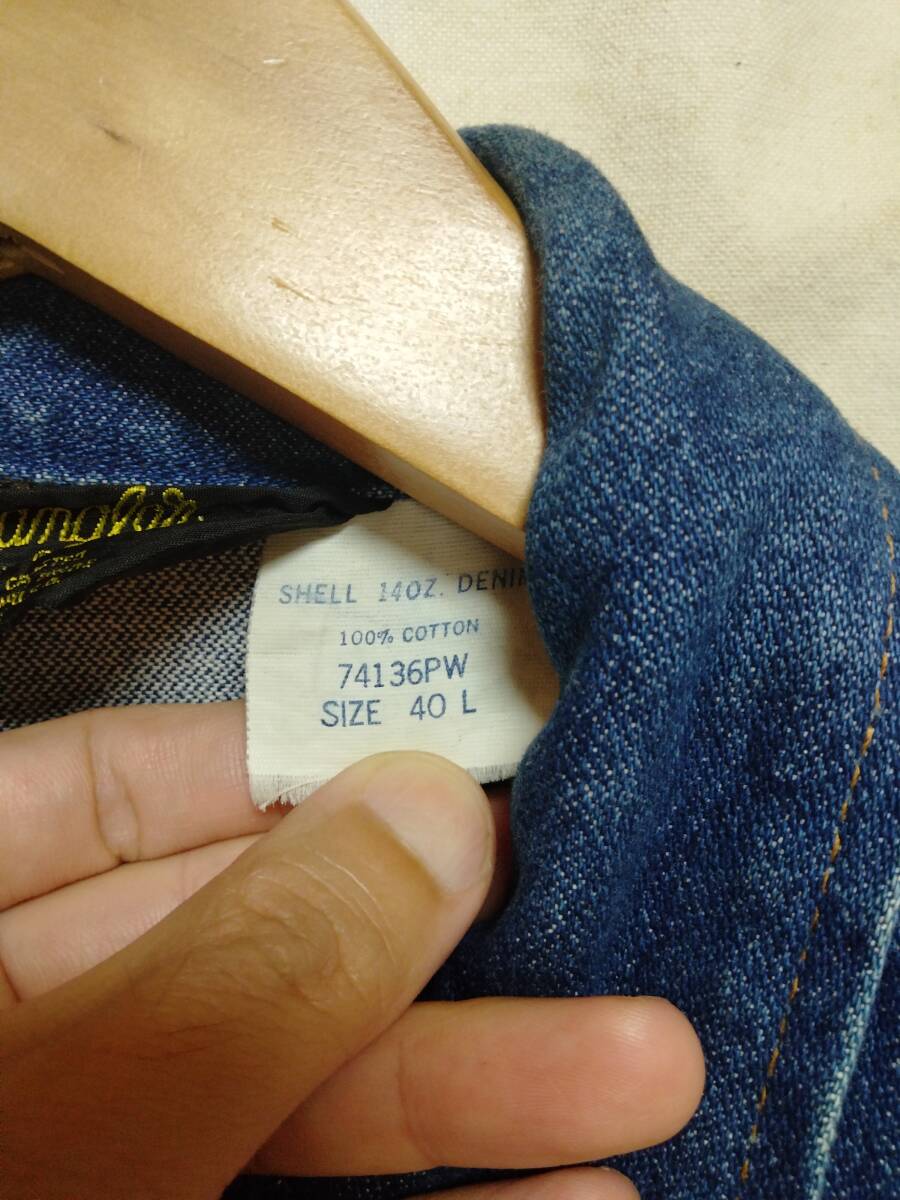 SHELL 14OZ. DENIM
100% COTTON
74136PW
SIZE 40 L